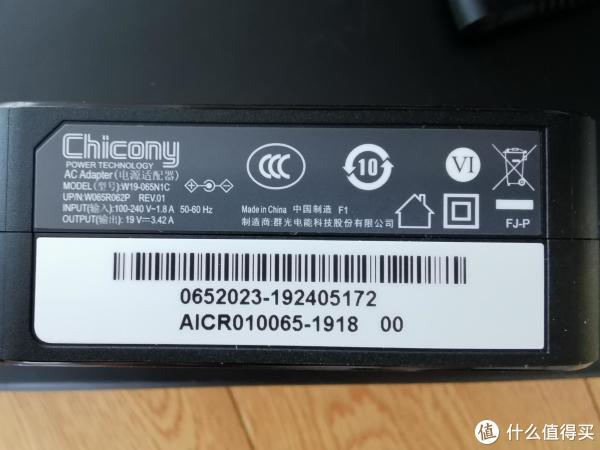 Chicony
POWER TECHNOLOGY
AC Adapter (电源适配器)
MODEL (型号):W19-065N1C
UP/N:W065R062P REV.01
INPUT(输入):100-240 V~1.8 A 50-60 Hz
OUTPUT(输出): 19 V⎓3.42 A
CCC
10
VI
Made in China 中国制造 F1
制造商: 群光电能科技股份有限公司
FJ-P
0652023-192405172
AICR010065-1918 00
值 什么值得买